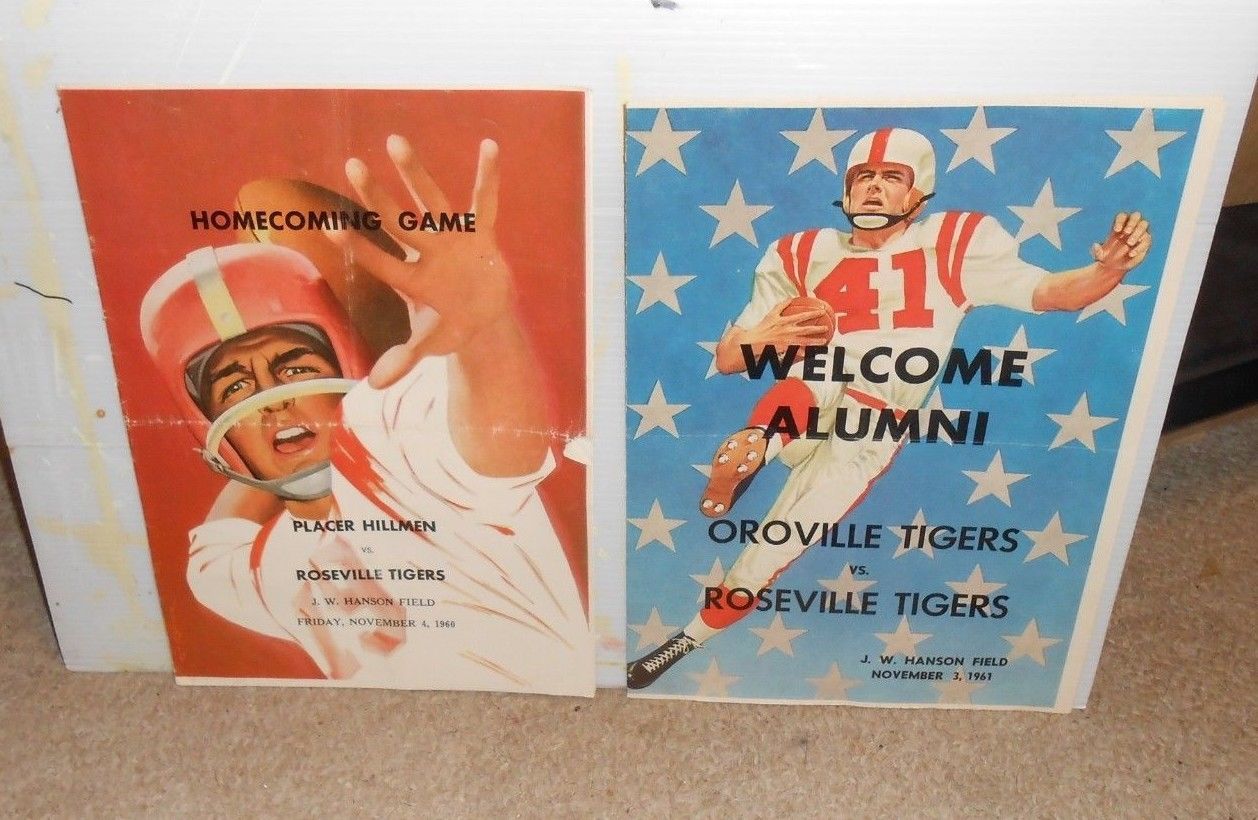 HOMECOMING GAME
PLACER HILLMEN
VS.
ROSEVILLE TIGERS
J. W. HANSON FIELD
FRIDAY, NOVEMBER 4, 1960
41
WELCOME
ALUMNI
OROVILLE TIGERS
VS.
ROSEVILLE TIGERS
J. W. HANSON FIELD
NOVEMBER 3, 1961